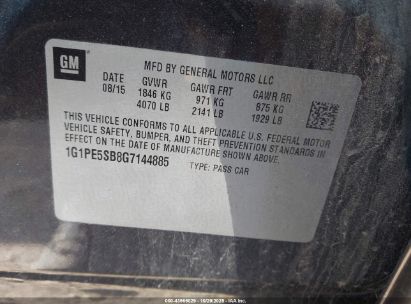 GM
MFD BY GENERAL MOTORS LLC
DATE GVWR GAWR FRT GAWR RR
08/15 1846 KG 971 KG 875 KG
4070 LB 2141 LB 1929 LB
THIS VEHICLE CONFORMS TO ALL APPLICABLE U.S. FEDERAL MOTOR
VEHICLE SAFETY, BUMPER, AND THEFT PREVENTION STANDARDS IN
EFFECT ON THE DATE OF MANUFACTURE SHOWN ABOVE.
1G1PE5SB8G7144885
TYPE: PASS CAR